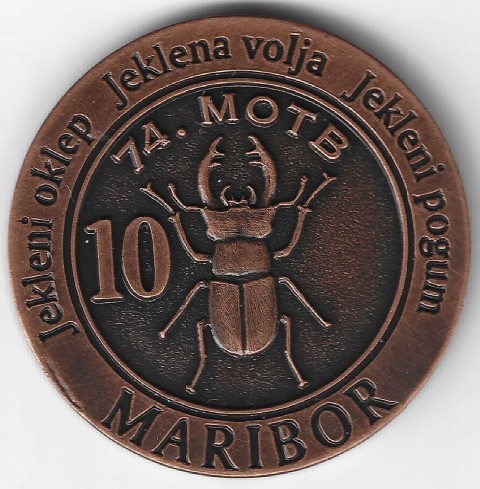 Jekleni oklep Jeklena volja Jekleni pogum
74. MOTB
10
MARIBOR